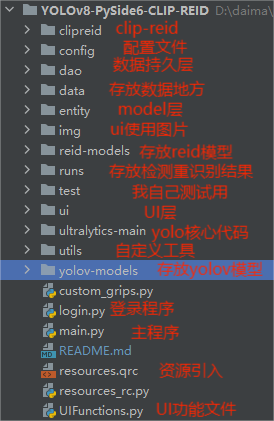 YOLOv8-PySide6-CLIP-REID D:\daima\
clipreid clip-reid
config 配置文件
dao 数据持久层
data 存放数据地方
entity model层
img ui使用图片
reid-models 存放reid模型
runs 存放检测重识别结果
test 我自己测试用
ui UI层
ultralytics-main yolo核心代码
utils 自定义工具
yolov-models 存放yolov模型
custom_grips.py
login.py 登录程序
main.py 主程序
README.md
resources.qrc 资源引入
resources_rc.py
UIFunctions.py UI功能文件